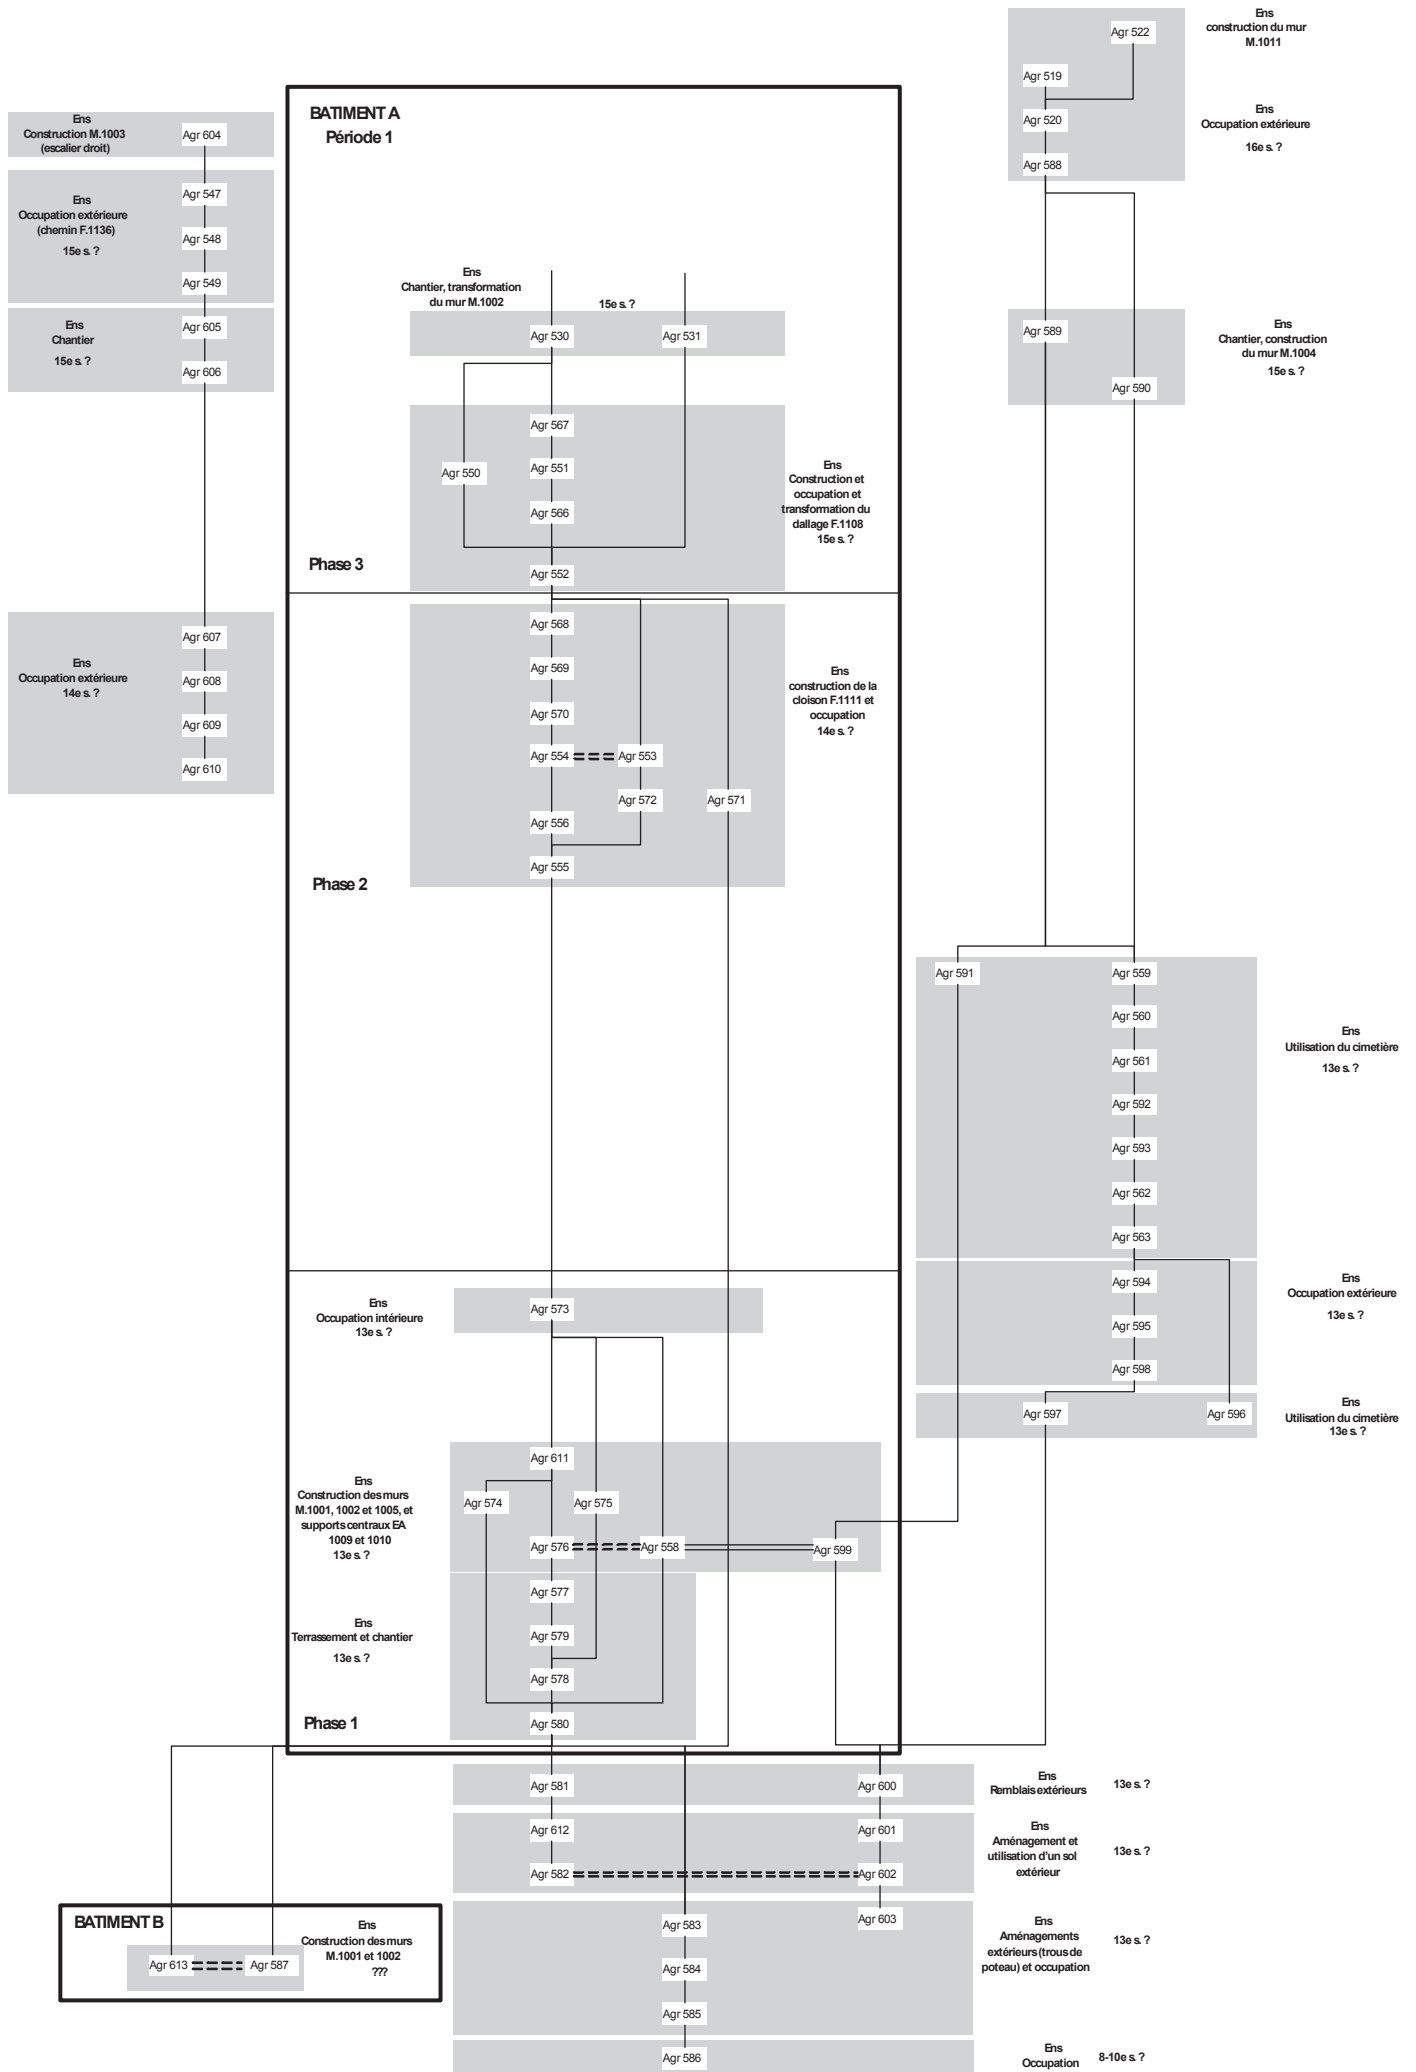 Ens
construction du mur
M.1011
Agr 522
Agr 519
Agr 520
Agr 588
Ens
Occupation extérieure
16e s. ?
Ens
Construction M.1003
(escalier droit)
Agr 604
Ens
Occupation extérieure
(chemin F.1136)
15e s. ?
Agr 547
Agr 548
Agr 549
Ens
Chantier
15e s. ?
Agr 605
Agr 606
Ens
Occupation extérieure
14e s. ?
Agr 607
Agr 608
Agr 609
Agr 610
BATIMENT A
Période 1
Ens
Chantier, transformation
du mur M.1002
15e s. ?
Agr 530
Agr 531
Agr 567
Agr 550
Agr 551
Agr 566
Agr 552
Ens
Construction et
occupation et
transformation du
dallage F.1108
15e s. ?
Phase 3
Agr 568
Agr 569
Agr 570
Agr 554
Agr 553
Agr 572
Agr 571
Agr 556
Agr 555
Ens
construction de la
cloison F.1111 et
occupation
14e s. ?
Phase 2
Agr 589
Agr 590
Ens
Chantier, construction
du mur M.1004
15e s. ?
Agr 591
Agr 559
Agr 560
Agr 561
Agr 592
Agr 593
Agr 562
Agr 563
Ens
Utilisation du cimetière
13e s. ?
Agr 594
Agr 595
Agr 598
Ens
Occupation extérieure
13e s. ?
Agr 597
Agr 596
Ens
Utilisation du cimetière
13e s. ?
Ens
Occupation intérieure
13e s. ?
Agr 573
Ens
Construction des murs
M.1001, 1002 et 1005, et
supports centraux EA
1009 et 1010
13e s. ?
Agr 611
Agr 574
Agr 575
Agr 576
Agr 558
Agr 599
Ens
Terrassement et chantier
13e s. ?
Agr 577
Agr 579
Agr 578
Agr 580
Phase 1
Agr 581
Agr 600
Ens
Remblais extérieurs
13e s. ?
Agr 612
Agr 601
Agr 582
Agr 602
Ens
Aménagement et
utilisation d'un sol
extérieur
13e s. ?
Agr 583
Agr 603
Agr 584
Agr 585
Ens
Aménagements
extérieurs (trous de
poteau) et occupation
13e s. ?
BATIMENT B
Ens
Construction des murs
M.1001 et 1002
???
Agr 613
Agr 587
Agr 586
Ens
Occupation
8-10e s. ?